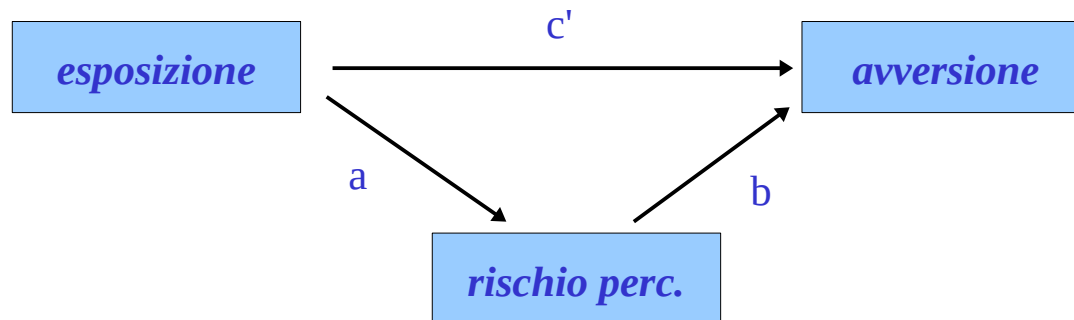 c'
esposizione
avversione
a
b
rischio perc.